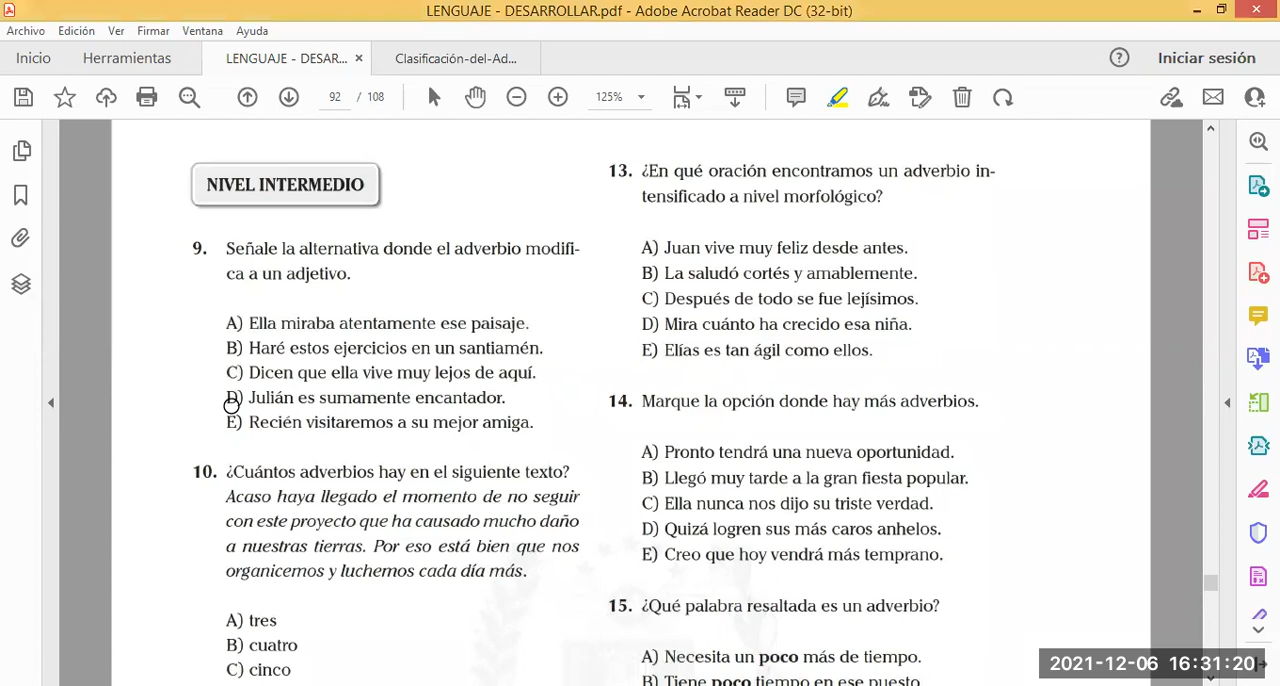 LENGUAJE - DESARROLLAR.pdf - Adobe Acrobat Reader DC (32-bit)
Archivo Edición Ver Firmar Ventana Ayuda
Inicio Herramientas LENGUAJE - DESAR... × Clasificación-del-Ad... Iniciar sesión
92 / 108 125%
NIVEL INTERMEDIO
9. Señale la alternativa donde el adverbio modifi-
ca a un adjetivo.
A) Ella miraba atentamente ese paisaje.
B) Haré estos ejercicios en un santiamén.
C) Dicen que ella vive muy lejos de aquí.
D) Julián es sumamente encantador.
E) Recién visitaremos a su mejor amiga.
10. ¿Cuántos adverbios hay en el siguiente texto?
Acaso haya llegado el momento de no seguir
con este proyecto que ha causado mucho daño
a nuestras tierras. Por eso está bien que nos
organicemos y luchemos cada día más.
A) tres
B) cuatro
C) cinco
13. ¿En qué oración encontramos un adverbio in-
tensificado a nivel morfológico?
A) Juan vive muy feliz desde antes.
B) La saludó cortés y amablemente.
C) Después de todo se fue lejísimos.
D) Mira cuánto ha crecido esa niña.
E) Elías es tan ágil como ellos.
14. Marque la opción donde hay más adverbios.
A) Pronto tendrá una nueva oportunidad.
B) Llegó muy tarde a la gran fiesta popular.
C) Ella nunca nos dijo su triste verdad.
D) Quizá logren sus más caros anhelos.
E) Creo que hoy vendrá más temprano.
15. ¿Qué palabra resaltada es un adverbio?
A) Necesita un poco más de tiempo.
B) Tiene poco tiempo en ese puesto
2021-12-06 16:31:20